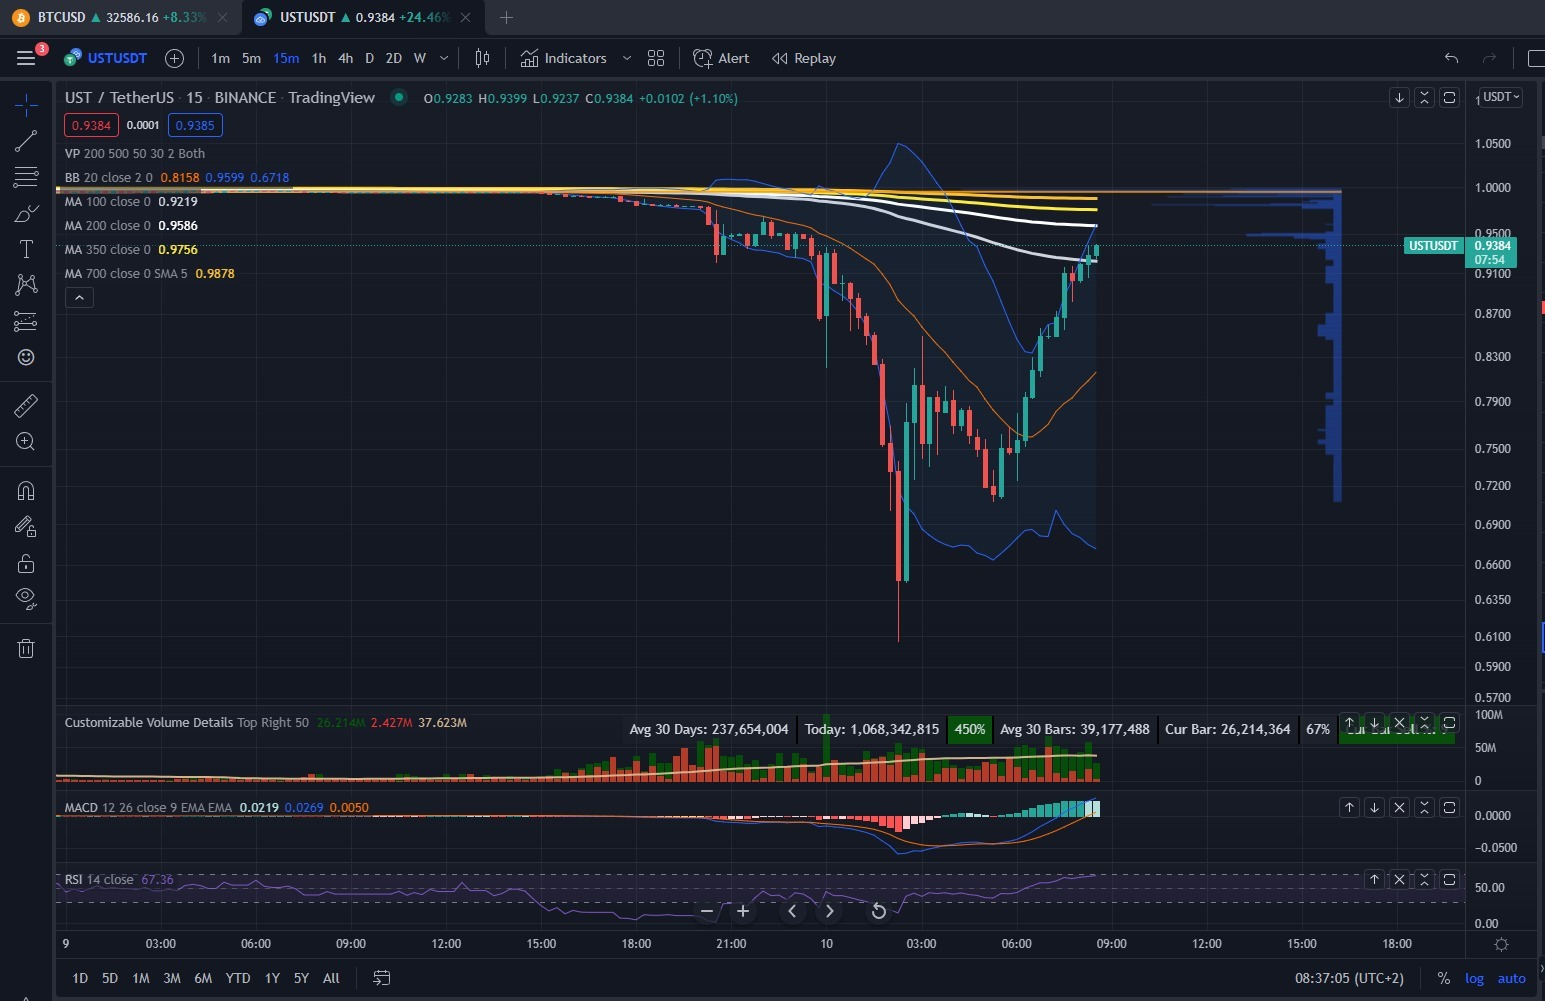 BTCUSD ▲ 32586.16 +8.33%
USTUSDT ▲ 0.9384 +24.46%
3
USTUSDT 1m 5m 15m 1h 4h D 2D W Indicators Alert Replay
UST / TetherUS · 15 · BINANCE · TradingView O0.9283 H0.9399 L0.9237 C0.9384 +0.0102 (+1.10%)
USDT
0.9384 0.0001 0.9385
VP 200 500 50 30 2 Both
BB 20 close 2 0 0.8158 0.9599 0.6718
MA 100 close 0 0.9219
MA 200 close 0 0.9586
MA 350 close 0 0.9756
MA 700 close 0 SMA 5 0.9878
1.0500
1.0000
0.9500
USTUSDT 0.9384
07:54
0.9100
0.8700
0.8300
0.7900
0.7500
0.7200
0.6900
0.6600
0.6350
0.6100
0.5900
0.5700
Customizable Volume Details Top Right 50 26.214M 2.427M 37.623M
Avg 30 Days: 237,654,004 Today: 1,068,342,815 450% Avg 30 Bars: 39,177,488 Cur Bar: 26,214,364 67%
100M
50M
0
MACD 12 26 close 9 EMA EMA 0.0219 0.0269 0.0050
0.0000
−0.0500
RSI 14 close 67.36
50.00
0.00
9 03:00 06:00 09:00 12:00 15:00 18:00 21:00 10 03:00 06:00 09:00 12:00 15:00 18:00
1D 5D 1M 3M 6M YTD 1Y 5Y All 08:37:05 (UTC+2) % log auto